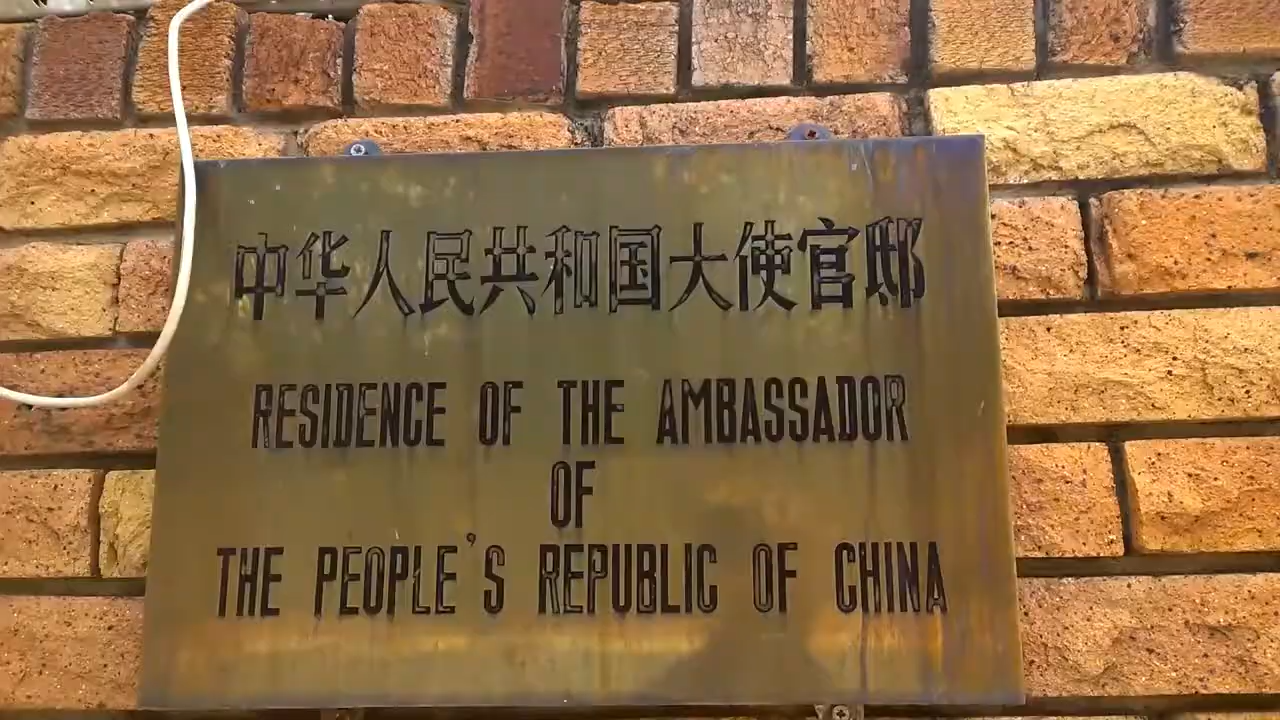 中华人民共和国大使官邸
RESIDENCE OF THE AMBASSADOR
OF
THE PEOPLE'S REPUBLIC OF CHINA